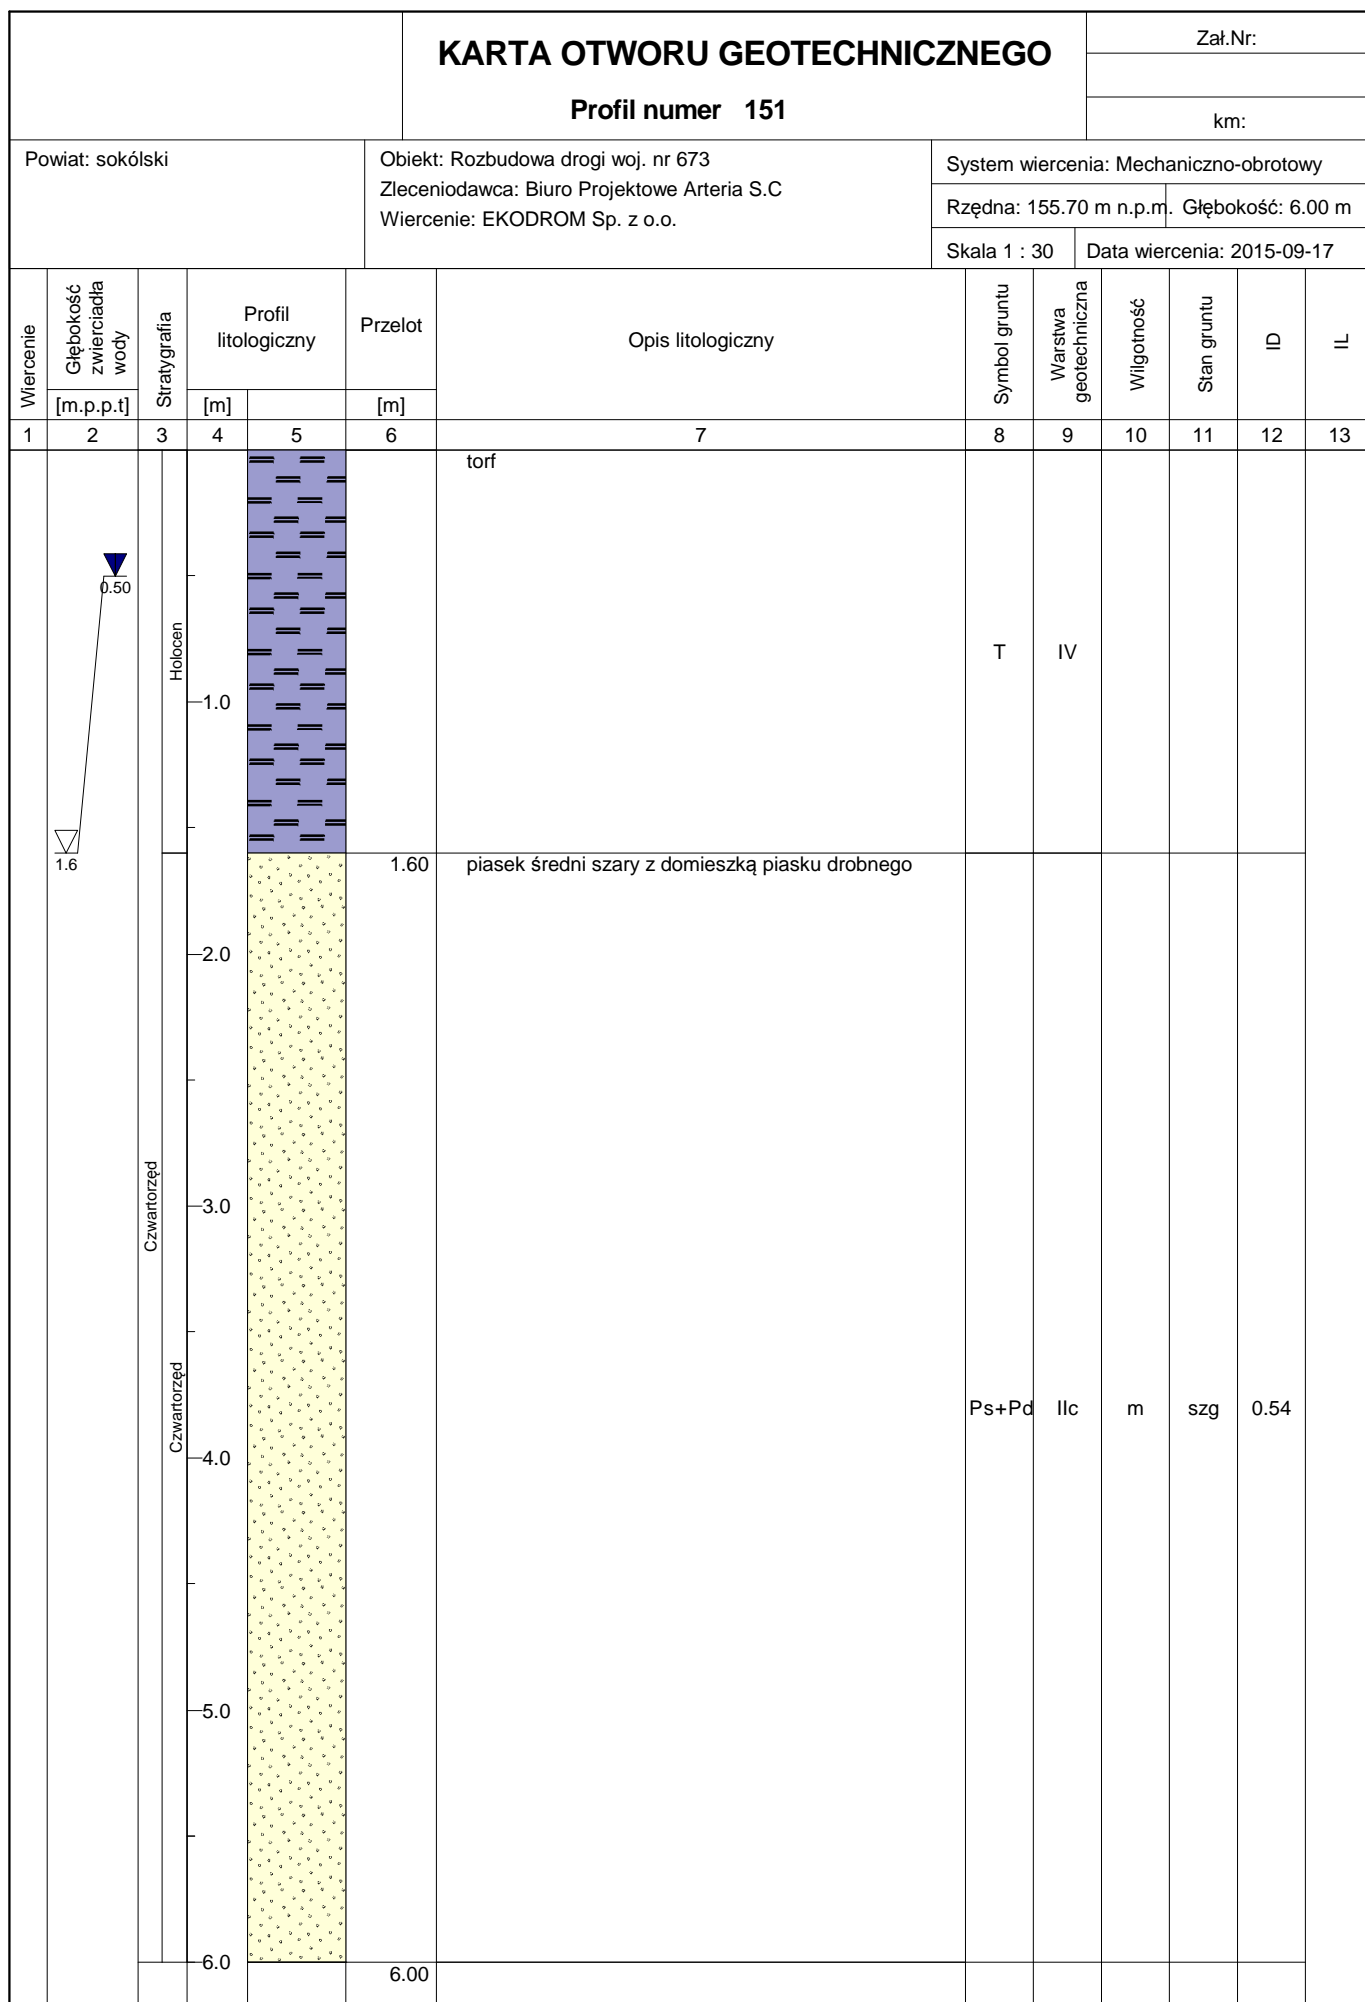 KARTA OTWORU GEOTECHNICZNEGO
Profil numer 151
Zał.Nr:
km:
Powiat: sokólski
Obiekt: Rozbudowa drogi woj. nr 673
Zleceniodawca: Biuro Projektowe Arteria S.C
Wiercenie: EKODROM Sp. z o.o.
System wiercenia: Mechaniczno-obrotowy
Rzędna: 155.70 m n.p.m. Głębokość: 6.00 m
Skala 1 : 30 Data wiercenia: 2015-09-17
Wiercenie
Głębokość
zwierciadła
wody
[m.p.p.t]
Stratygrafia
Profil
litologiczny
[m]
Przelot
[m]
Opis litologiczny
Symbol gruntu
Warstwa
geotechniczna
Wilgotność
Stan gruntu
ID
IL
1 2 3 4 5 6 7 8 9 10 11 12 13
torf
0.50
Holocen
T IV
1.0
1.6
1.60 piasek średni szary z domieszką piasku drobnego
2.0
Czwartorzęd
3.0
Czwartorzęd
Ps+Pd IIc m szg 0.54
4.0
5.0
6.0
6.00